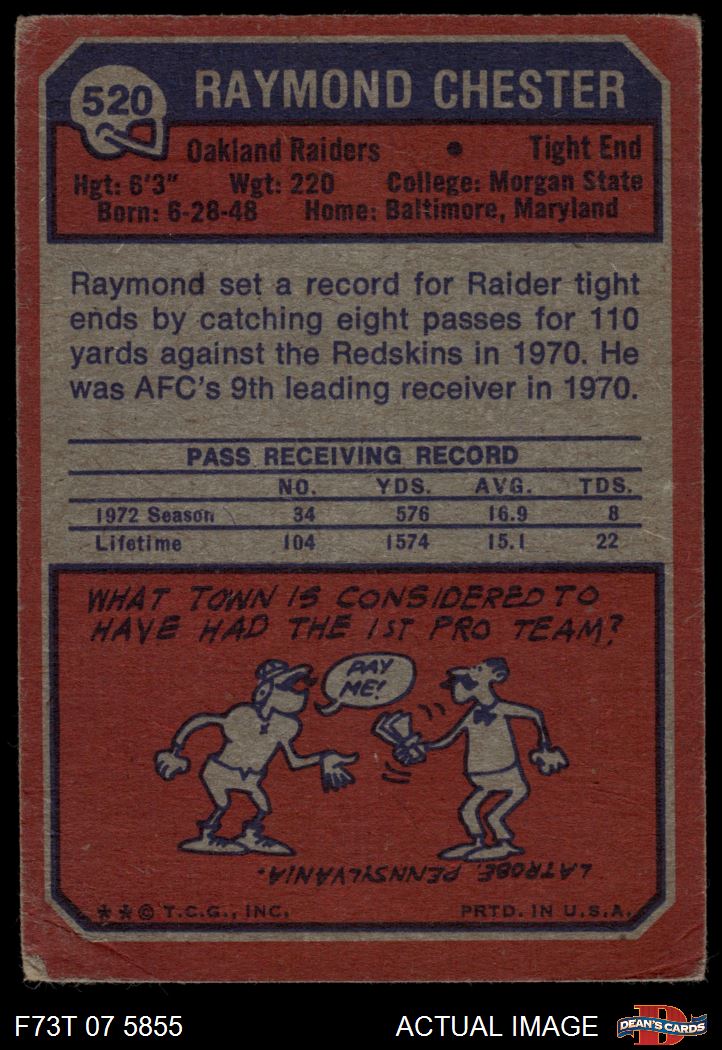 520
RAYMOND CHESTER
Oakland Raiders • Tight End
Hgt: 6'3" Wgt: 220 College: Morgan State
Born: 6-28-48 Home: Baltimore, Maryland
Raymond set a record for Raider tight
ends by catching eight passes for 110
yards against the Redskins in 1970. He
was AFC's 9th leading receiver in 1970.
PASS RECEIVING RECORD
NO. YDS. AVG. TDS.
1972 Season 34 576 16.9 8
Lifetime 104 1574 15.1 22
WHAT TOWN IS CONSIDERED TO
HAVE HAD THE 1ST PRO TEAM?
PAY
ME!
LATROBE, PENNSYLVANIA.
**© T.C.G., INC. PRTD. IN U.S.A.
F73T 07 5855 ACTUAL IMAGE
D
DEAN'S CARDS